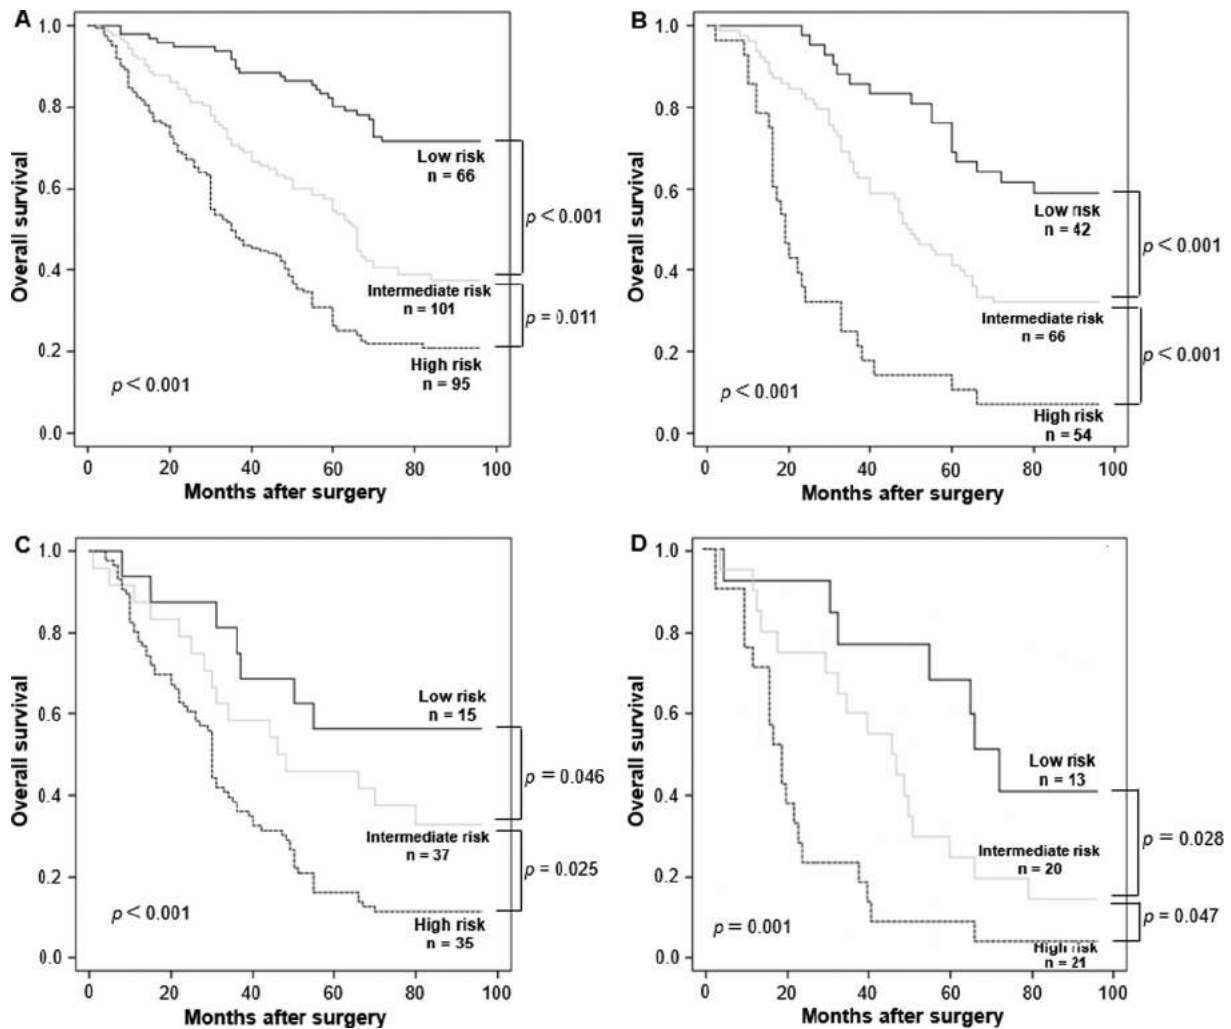 A
Overall survival
1.0
0.8
0.6
0.4
0.2
0.0
Low risk
n = 66
p < 0.001
Intermediate risk
n = 101
p = 0.011
High risk
n = 95
p < 0.001
0 20 40 60 80 100
Months after surgery
B
Overall survival
1.0
0.8
0.6
0.4
0.2
0.0
Low risk
n = 42
p < 0.001
Intermediate risk
n = 66
p < 0.001
High risk
n = 54
p < 0.001
0 20 40 60 80 100
Months after surgery
C
Overall survival
1.0
0.8
0.6
0.4
0.2
0.0
Low risk
n = 15
p = 0.046
Intermediate risk
n = 37
p = 0.025
High risk
n = 35
p < 0.001
0 20 40 60 80 100
Months after surgery
D
Overall survival
1.0
0.8
0.6
0.4
0.2
0.0
Low risk
n = 13
p = 0.028
Intermediate risk
n = 20
p = 0.047
High risk
n = 21
p = 0.001
0 20 40 60 80 100
Months after surgery